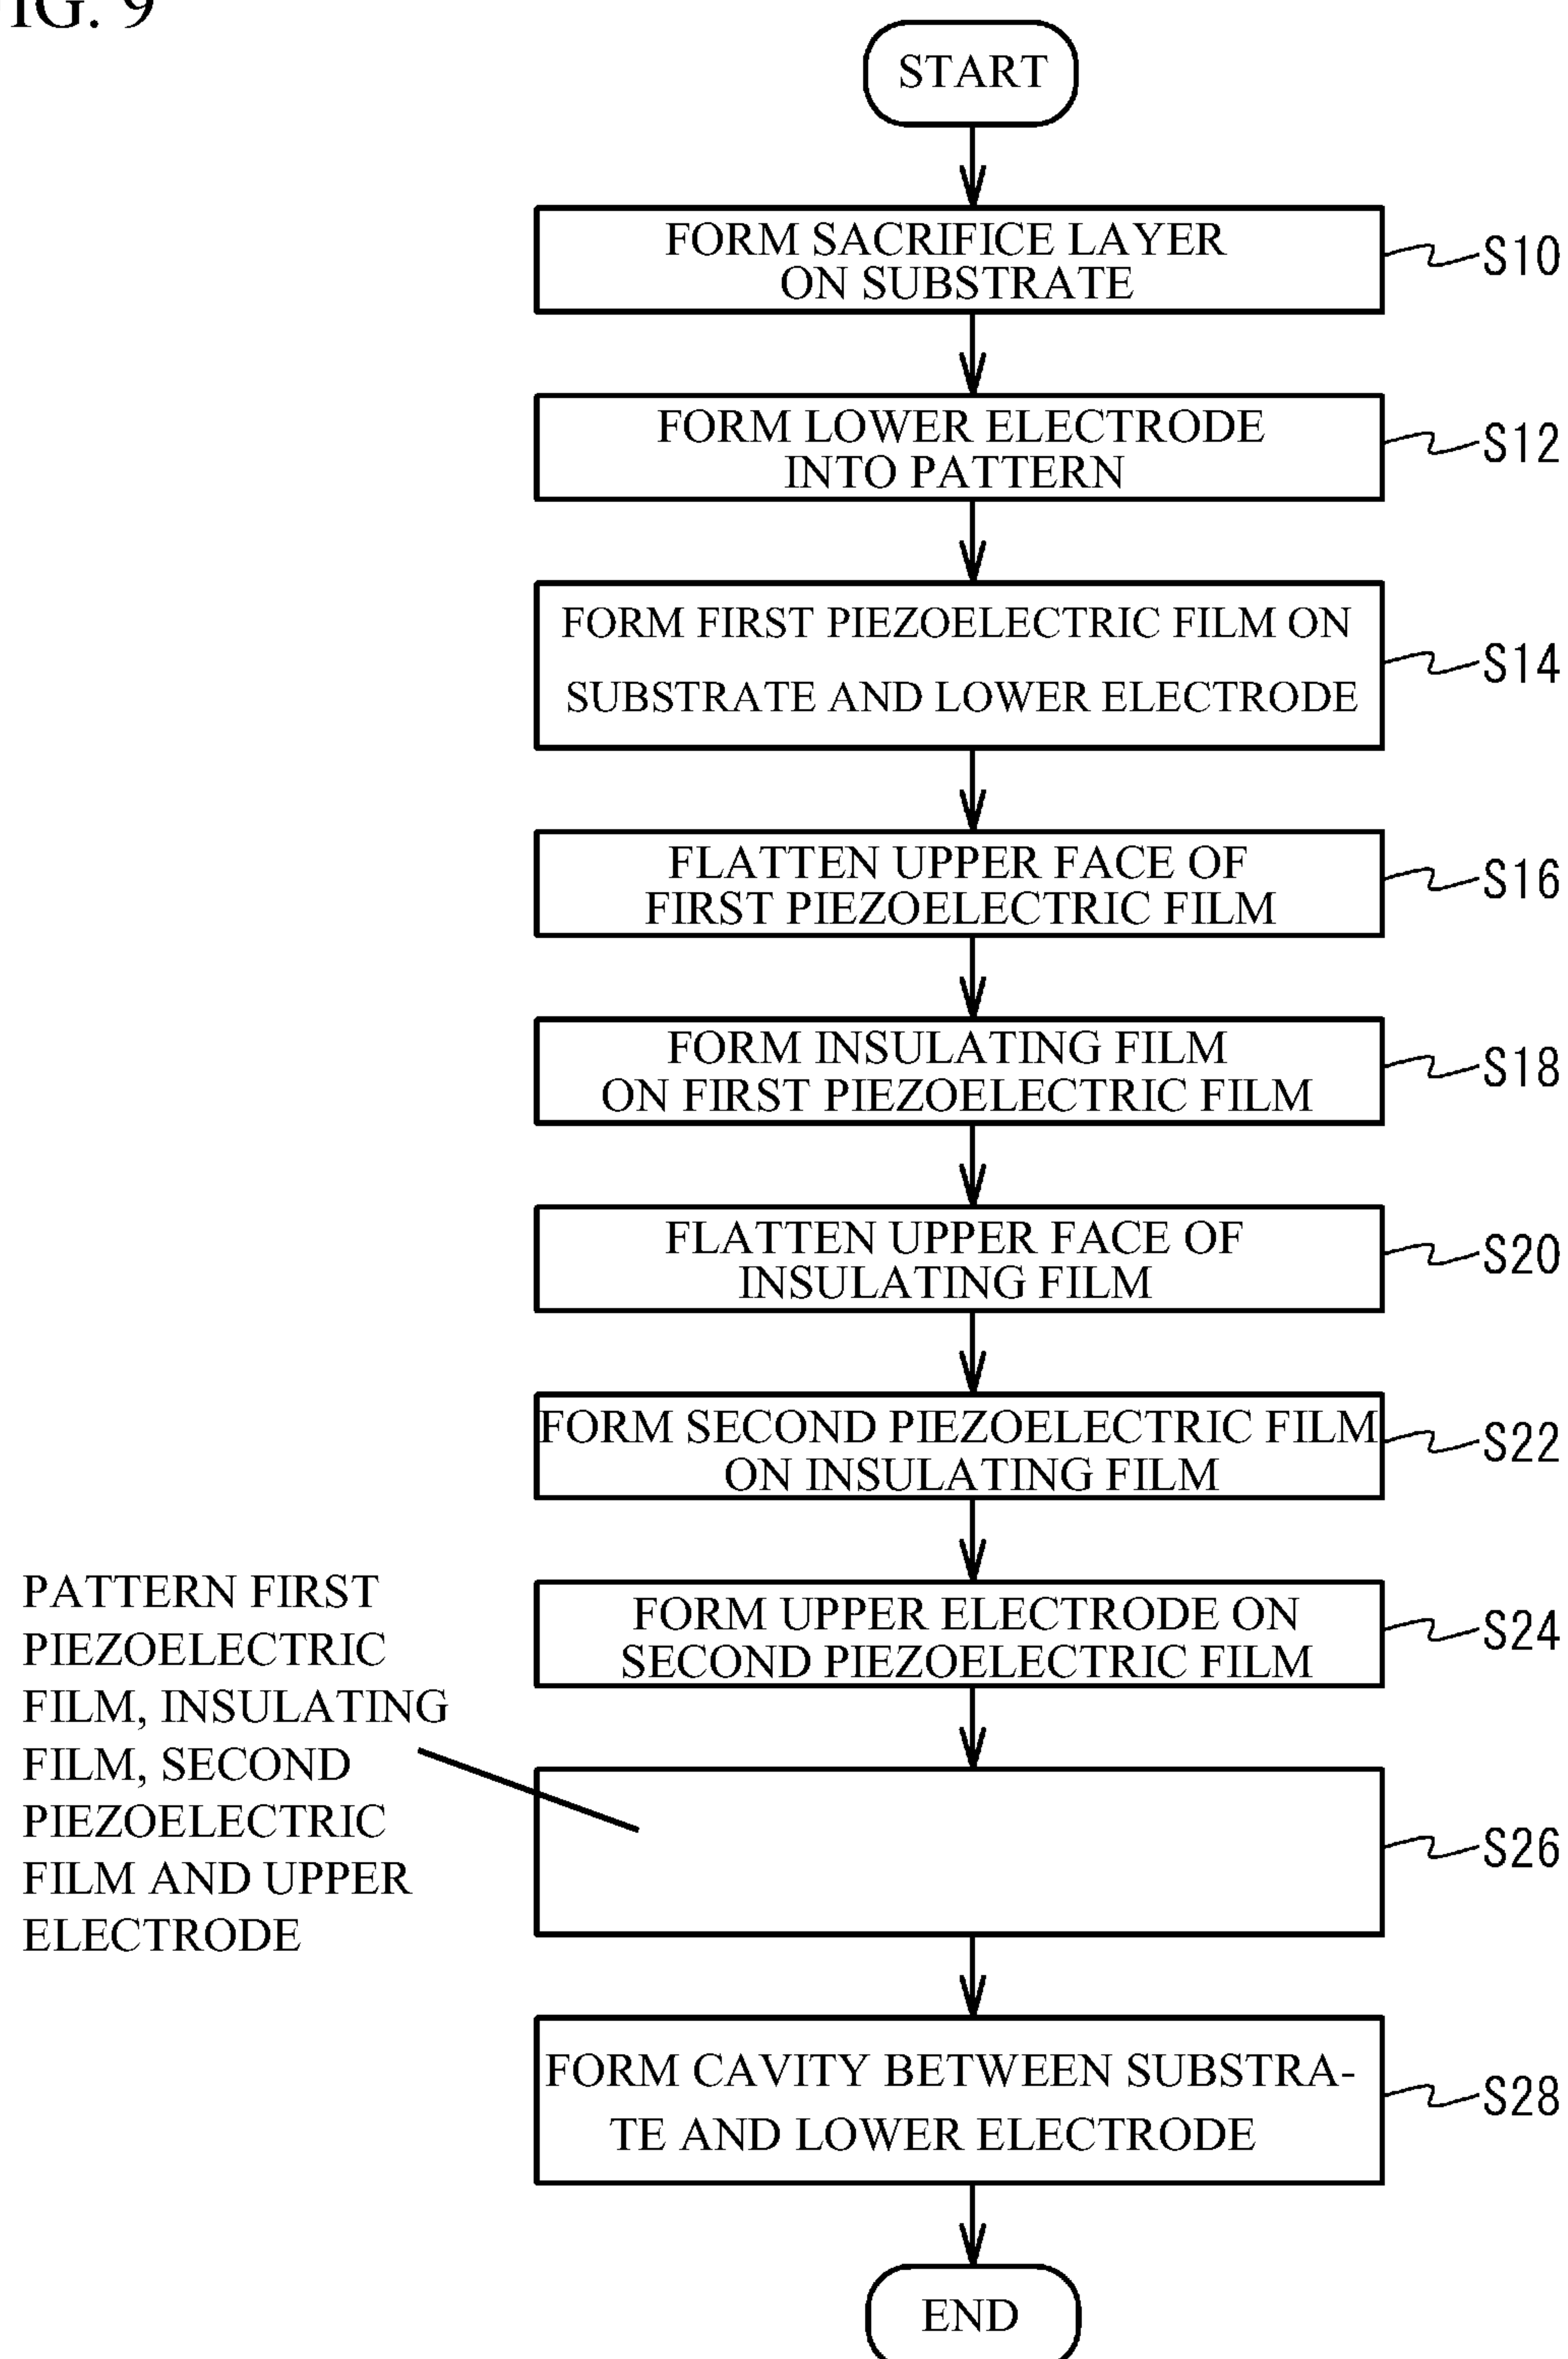 FIG. 9
START
FORM SACRIFICE LAYER
ON SUBSTRATE
S10
FORM LOWER ELECTRODE
INTO PATTERN
S12
FORM FIRST PIEZOELECTRIC FILM ON
SUBSTRATE AND LOWER ELECTRODE
S14
FLATTEN UPPER FACE OF
FIRST PIEZOELECTRIC FILM
S16
FORM INSULATING FILM
ON FIRST PIEZOELECTRIC FILM
S18
FLATTEN UPPER FACE OF
INSULATING FILM
S20
FORM SECOND PIEZOELECTRIC FILM
ON INSULATING FILM
S22
FORM UPPER ELECTRODE ON
SECOND PIEZOELECTRIC FILM
S24
PATTERN FIRST
PIEZOELECTRIC
FILM, INSULATING
FILM, SECOND
PIEZOELECTRIC
FILM AND UPPER
ELECTRODE
S26
FORM CAVITY BETWEEN SUBSTRA-
TE AND LOWER ELECTRODE
S28
END